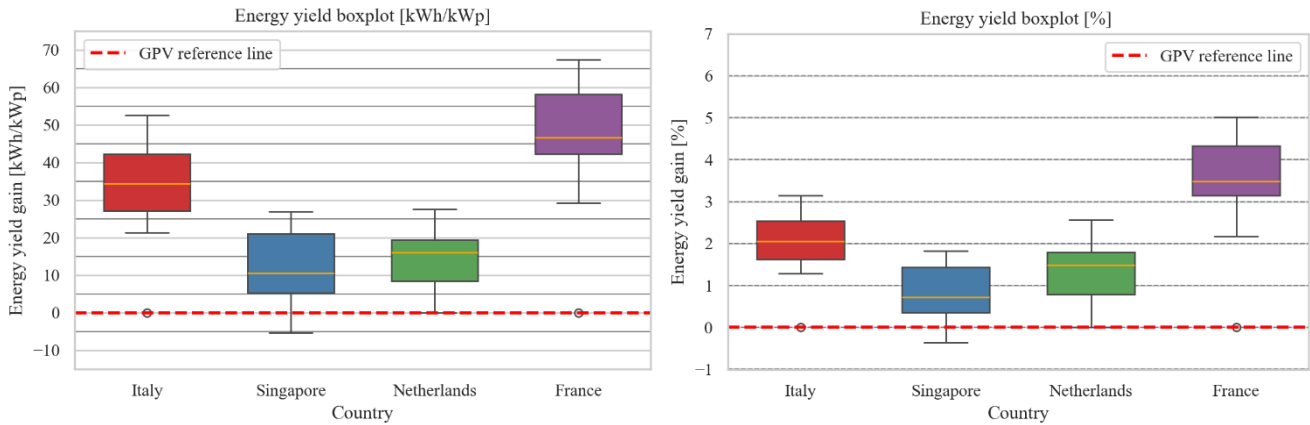 Energy yield boxplot [kWh/kWp]
Energy yield gain [kWh/kWp]
70
60
50
40
30
20
10
0
−10
GPV reference line
Italy Singapore Netherlands France
Country
Energy yield boxplot [%]
Energy yield gain [%]
7
6
5
4
3
2
1
0
−1
GPV reference line
Italy Singapore Netherlands France
Country